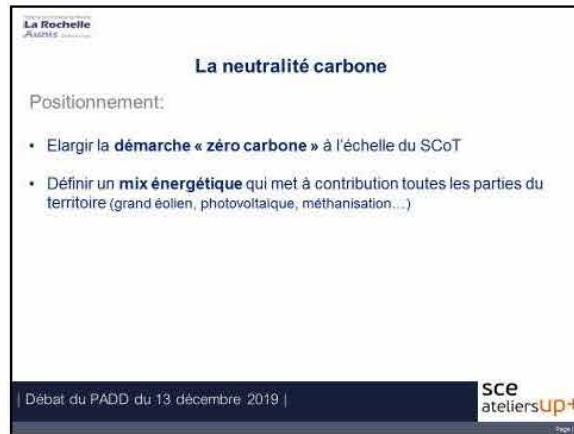 La Rochelle
Aunis
La neutralité carbone
Positionnement:
• Elargir la démarche « zéro carbone » à l'échelle du SCoT
• Définir un mix énergétique qui met à contribution toutes les parties du
territoire (grand éolien, photovoltaïque, méthanisation…)
| Débat du PADD du 13 décembre 2019 |
sce
ateliersup+
Page